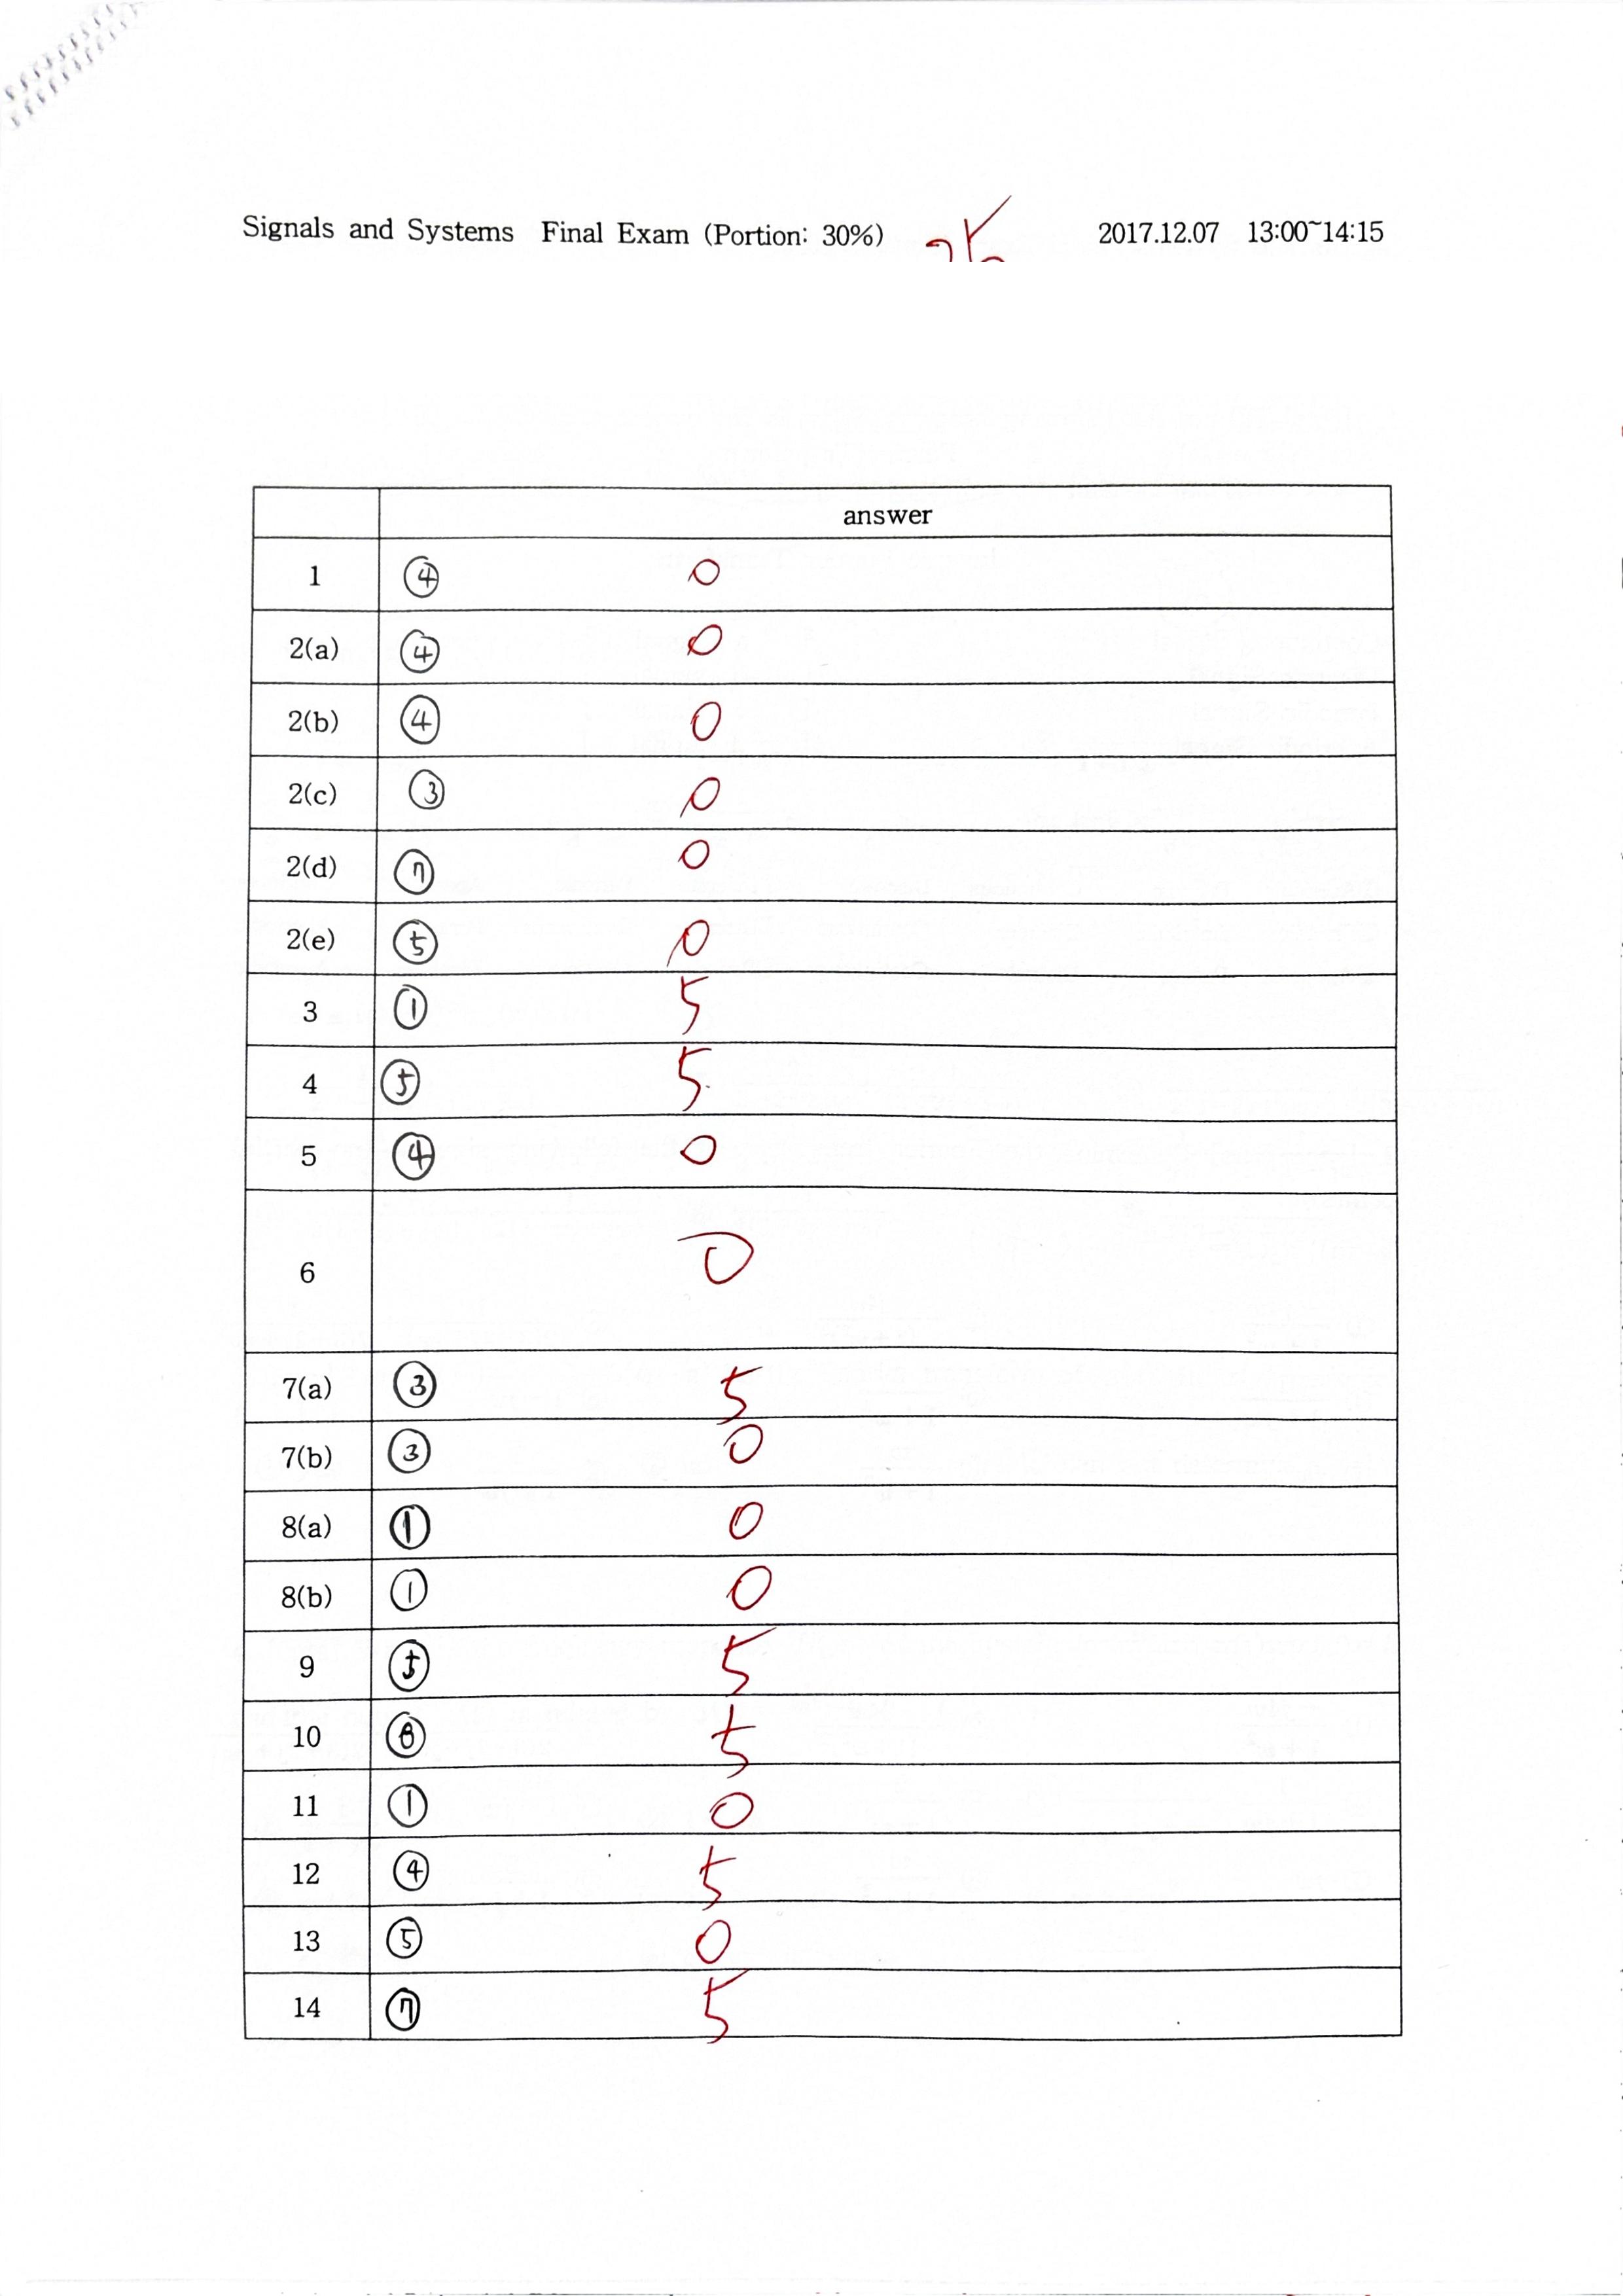 Signals and Systems Final Exam (Portion: 30%) 2017.12.07 13:00~14:15
answer
1 ④ 0
2(a) ④ 0
2(b) ④ 0
2(c) ③ 0
2(d) ⑦ 0
2(e) ⑤ 0
3 ① 5
4 ⑤ 5
5 ④ 0
6 0
7(a) ③ 5
7(b) ③ 0
8(a) ① 0
8(b) ① 0
9 ⑤ 5
10 ⑧ 5
11 ① 0
12 ④ 5
13 ⑤ 0
14 ⑦ 5